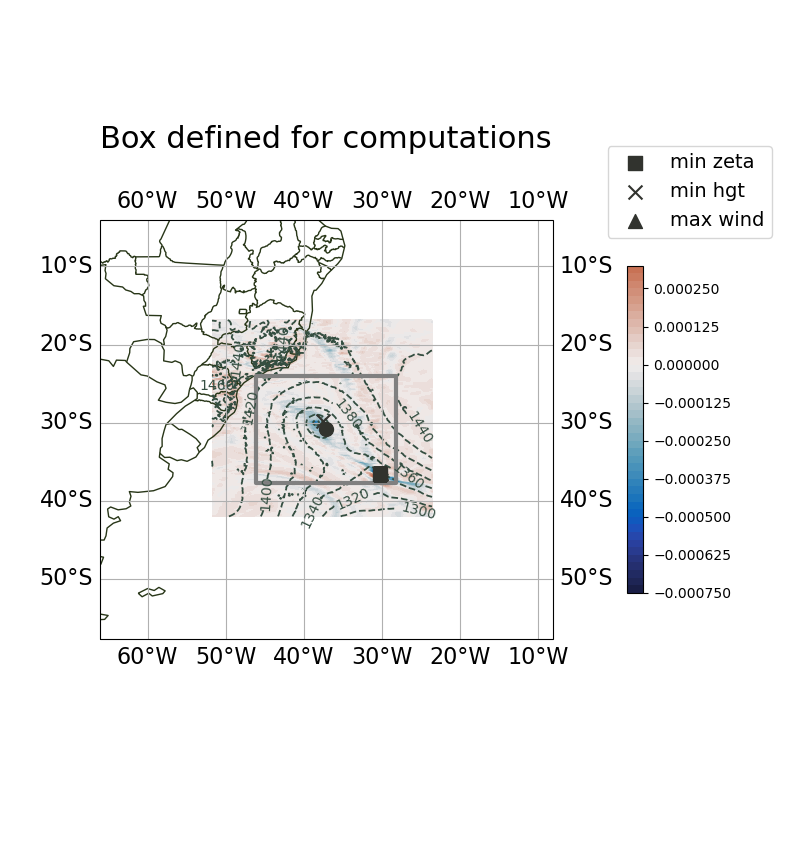 Box defined for computations
min zeta
min hgt
max wind
60°W 50°W 40°W 30°W 20°W 10°W
10°S 10°S
20°S 20°S
30°S 30°S
40°S 40°S
50°S 50°S
60°W 50°W 40°W 30°W 20°W 10°W
1420
1380
1440
1360
1400
1340
1320
1300
0.000250
0.000125
0.000000
−0.000125
−0.000250
−0.000375
−0.000500
−0.000625
−0.000750